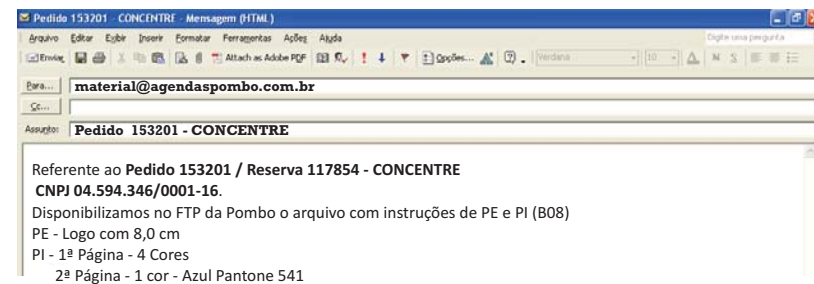 Pedido 153201 - CONCENTRE - Mensagem (HTML)
Arquivo Editar Exibir Inserir Formatar Ferramentas Ações Ajuda Digite uma pergunta
Enviar Attach as Adobe PDF Opções... Verdana 10 N S
Para... material@agendaspombo.com.br
Cc...
Assunto: Pedido 153201 - CONCENTRE
Referente ao Pedido 153201 / Reserva 117854 - CONCENTRE
CNPJ 04.594.346/0001-16.
Disponibilizamos no FTP da Pombo o arquivo com instruções de PE e PI (B08)
PE - Logo com 8,0 cm
PI - 1ª Página - 4 Cores
2ª Página - 1 cor - Azul Pantone 541